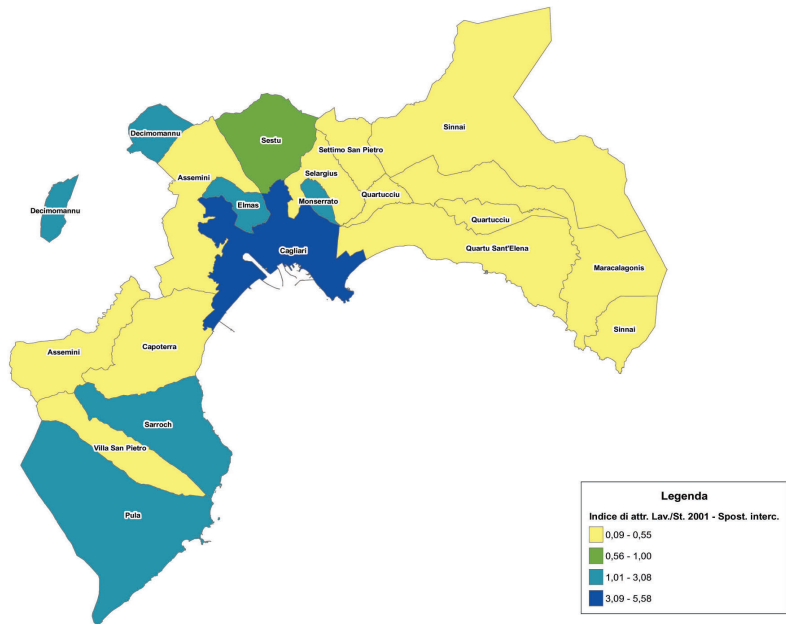 Decimomannu
Sestu
Sinnai
Settimo San Pietro
Assemini
Selargius
Quartucciu
Elmas
Monserrato
Decimomannu
Quartucciu
Cagliari
Quartu Sant'Elena
Maracalagonis
Sinnai
Assemini
Capoterra
Sarroch
Villa San Pietro
Pula
Legenda
Indice di attr. Lav./St. 2001 - Spost. interc.
0,09 - 0,55
0,56 - 1,00
1,01 - 3,08
3,09 - 5,58